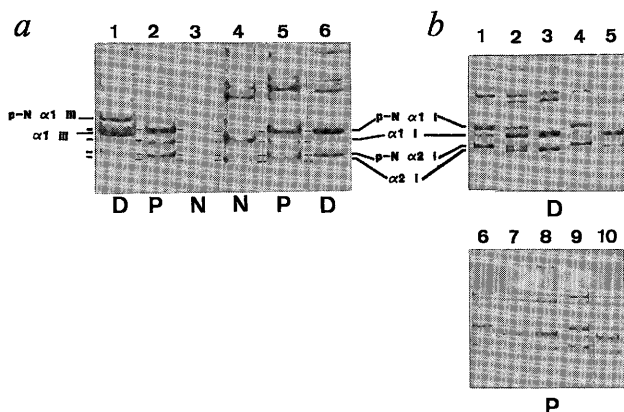 a
1 2 3 4 5 6
p-N α1 III
α1 III
D P N N P D
p-N α1 I
α1 I
p-N α2 I
α2 I
b
1 2 3 4 5
D
6 7 8 9 10
P